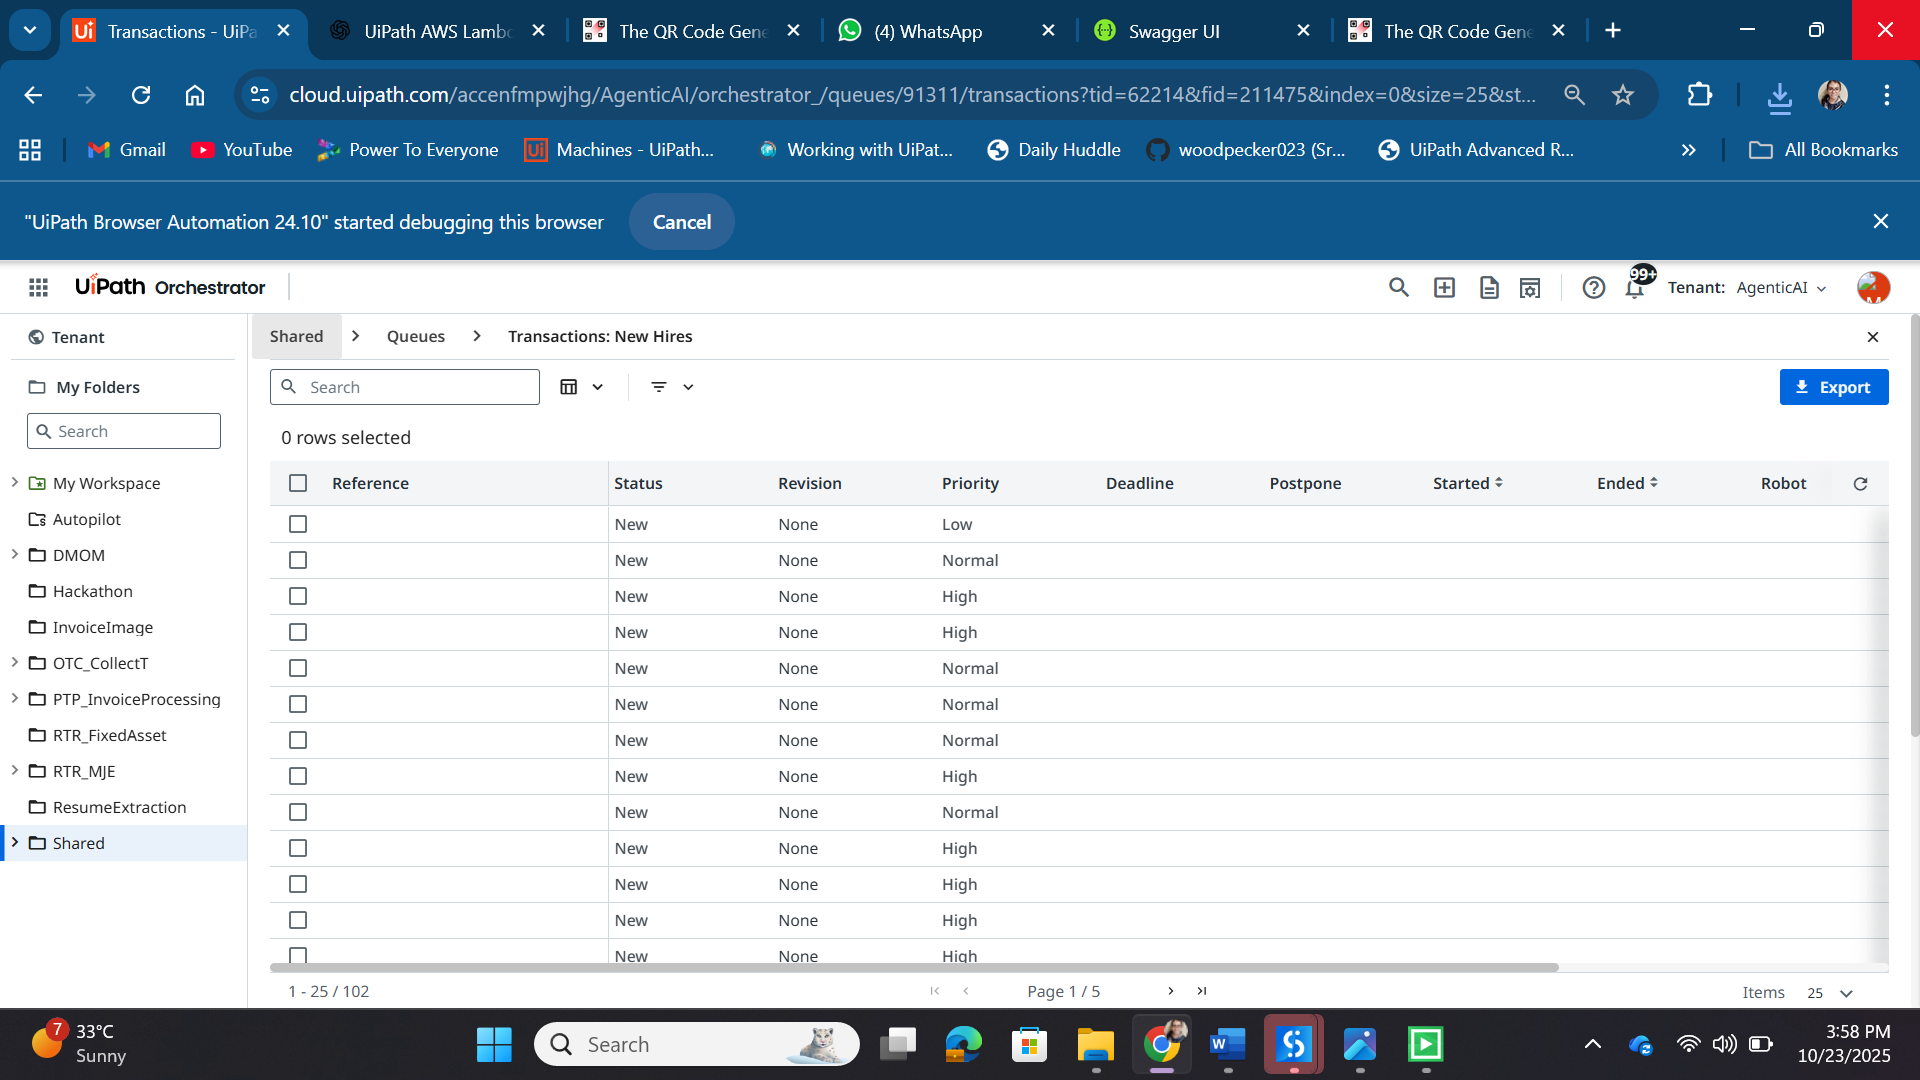 Transactions - UiPa
UiPath AWS Lambd
The QR Code Gene
(4) WhatsApp
Swagger UI
The QR Code Gene
cloud.uipath.com/accenfmpwjhg/AgenticAI/orchestrator_/queues/91311/transactions?tid=62214&fid=211475&index=0&size=25&st...
Gmail
YouTube
Power To Everyone
Machines - UiPath...
Working with UiPat...
Daily Huddle
woodpecker023 (Sr...
UiPath Advanced R...
All Bookmarks
"UiPath Browser Automation 24.10" started debugging this browser
Cancel
UiPath Orchestrator
99+
Tenant: AgenticAI
Tenant
Shared
Queues
Transactions: New Hires
My Folders
Search
Export
Search
0 rows selected
Reference Status Revision Priority Deadline Postpone Started Ended Robot
My Workspace
Autopilot
DMOM
Hackathon
InvoiceImage
OTC_CollectT
PTP_InvoiceProcessing
RTR_FixedAsset
RTR_MJE
ResumeExtraction
Shared
New None Low
New None Normal
New None High
New None High
New None Normal
New None Normal
New None Normal
New None High
New None Normal
New None High
New None High
New None High
New None High
1 - 25 / 102
Page 1 / 5
Items 25
7
33°C
Sunny
Search
3:58 PM
10/23/2025